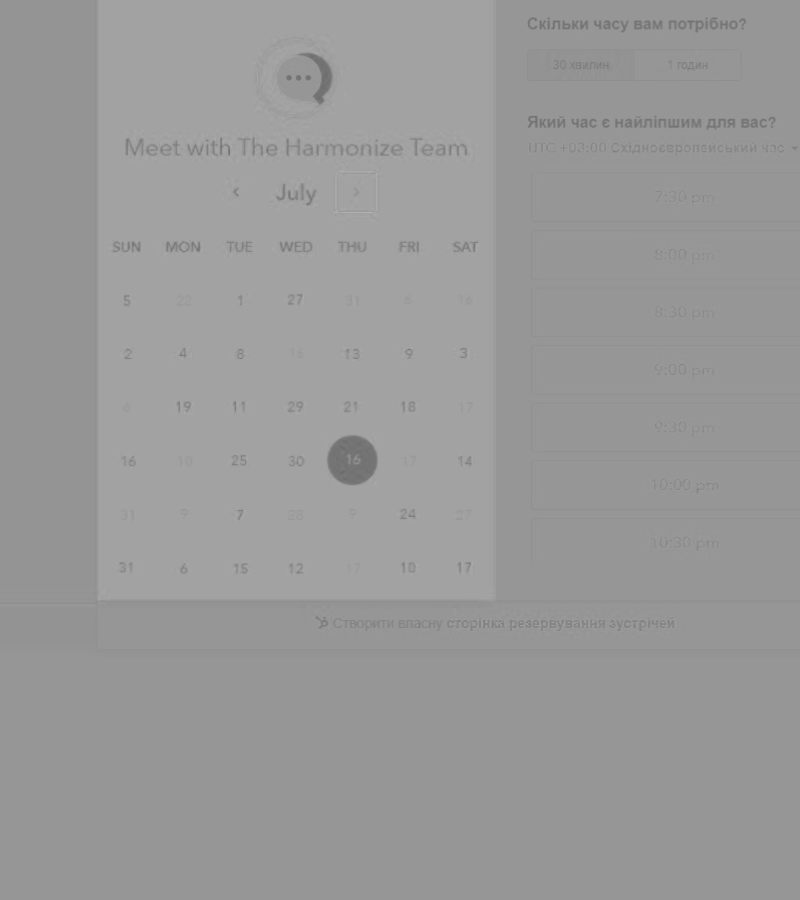 Meet with The Harmonize Team
July
SUN MON TUE WED THU FRI SAT
5 22 1 27 31 6 16
2 4 8 16 13 9 3
6 19 11 29 21 18 17
16 10 25 30 16 17 14
31 9 7 28 9 24 27
31 6 15 12 17 10 17
Скільки часу вам потрібно?
30 хвилин 1 годин
Який час є найліпшим для вас?
UTC +03:00 Східноєвропейський час
7:30 pm
8:00 pm
8:30 pm
9:00 pm
9:30 pm
10:00 pm
10:30 pm
Створити власну сторінка резервування зустрічей